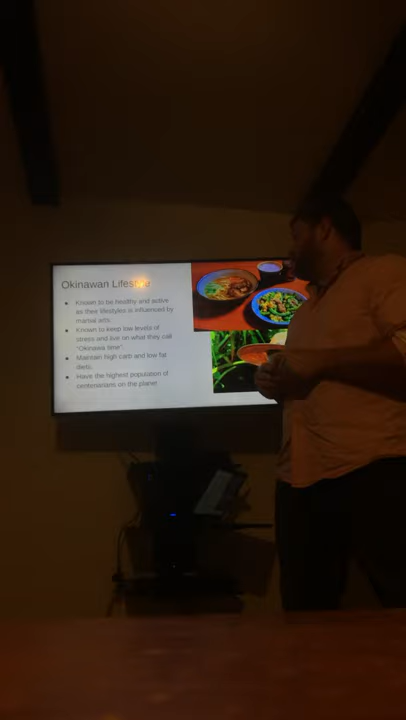 Okinawan Lifestyle
● Known to be healthy and active
as their lifestyles is influenced by
martial arts.
● Known to keep low levels of
stress and live on what they call
"Okinawa time".
● Maintain high carb and low fat
diets.
● Have the highest population of
centenarians on the planet